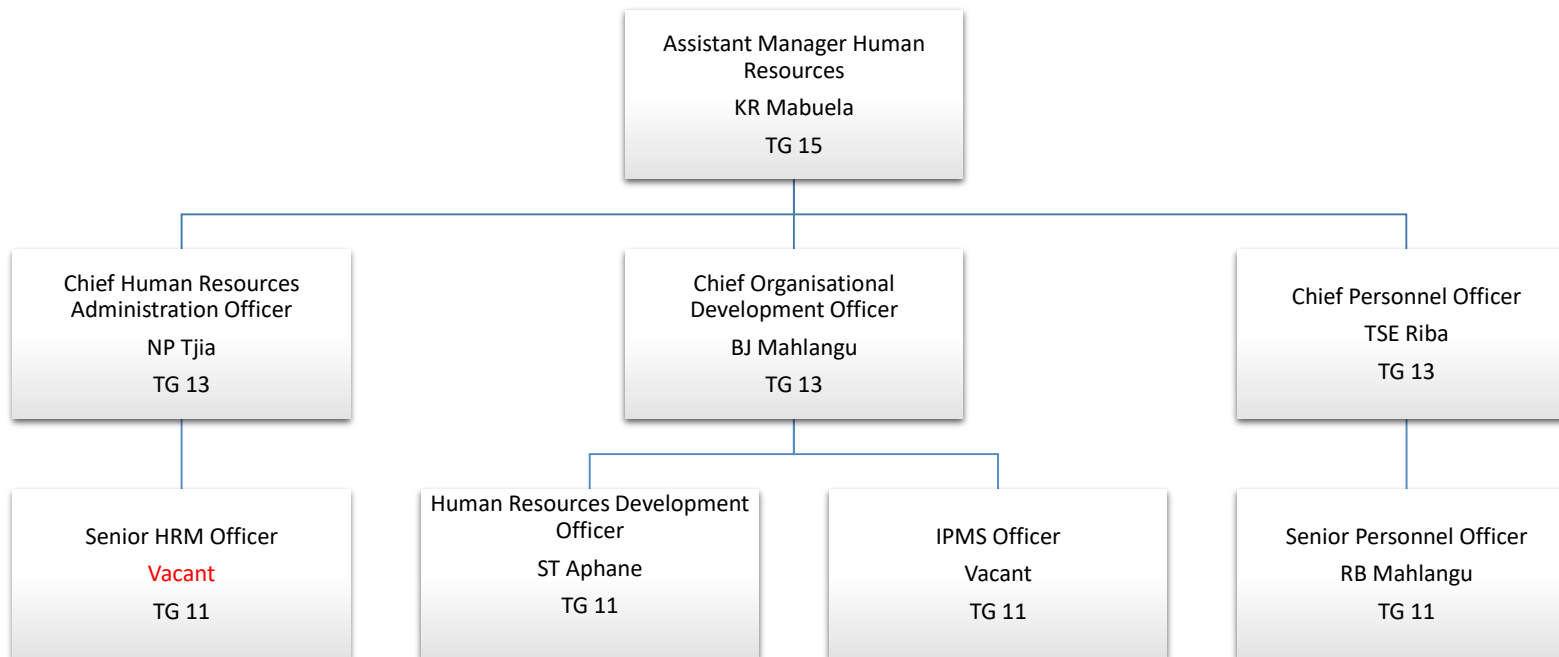 Assistant Manager Human
Resources
KR Mabuela
TG 15
Chief Human Resources
Administration Officer
NP Tjia
TG 13
Chief Organisational
Development Officer
BJ Mahlangu
TG 13
Chief Personnel Officer
TSE Riba
TG 13
Senior HRM Officer
Vacant
TG 11
Human Resources Development
Officer
ST Aphane
TG 11
IPMS Officer
Vacant
TG 11
Senior Personnel Officer
RB Mahlangu
TG 11